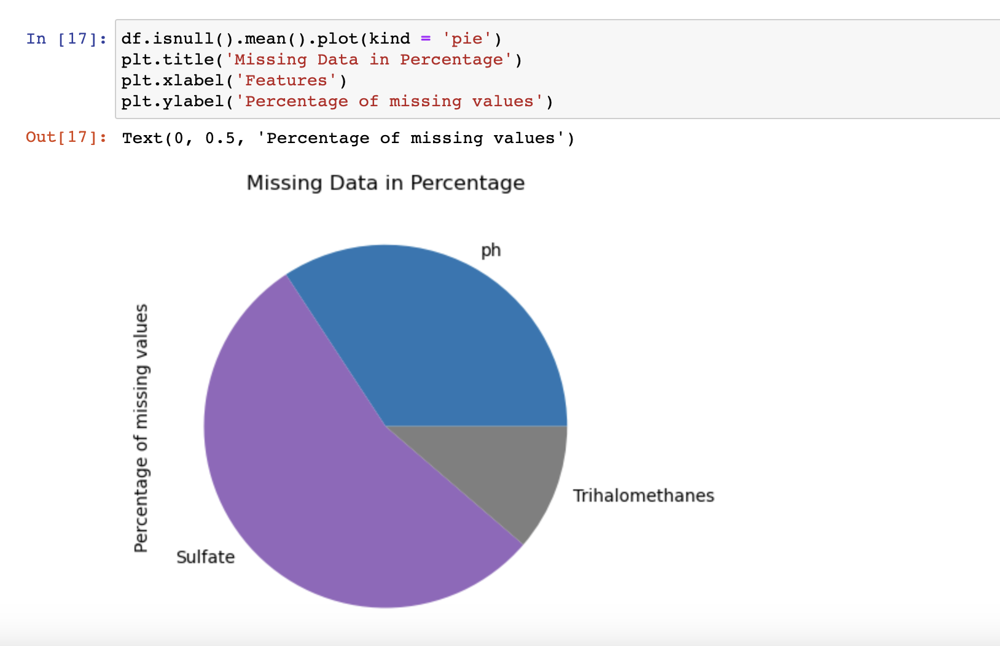 In [17]: df.isnull().mean().plot(kind = 'pie')
plt.title('Missing Data in Percentage')
plt.xlabel('Features')
plt.ylabel('Percentage of missing values')
Out[17]: Text(0, 0.5, 'Percentage of missing values')
Missing Data in Percentage
ph
Percentage of missing values
Trihalomethanes
Sulfate